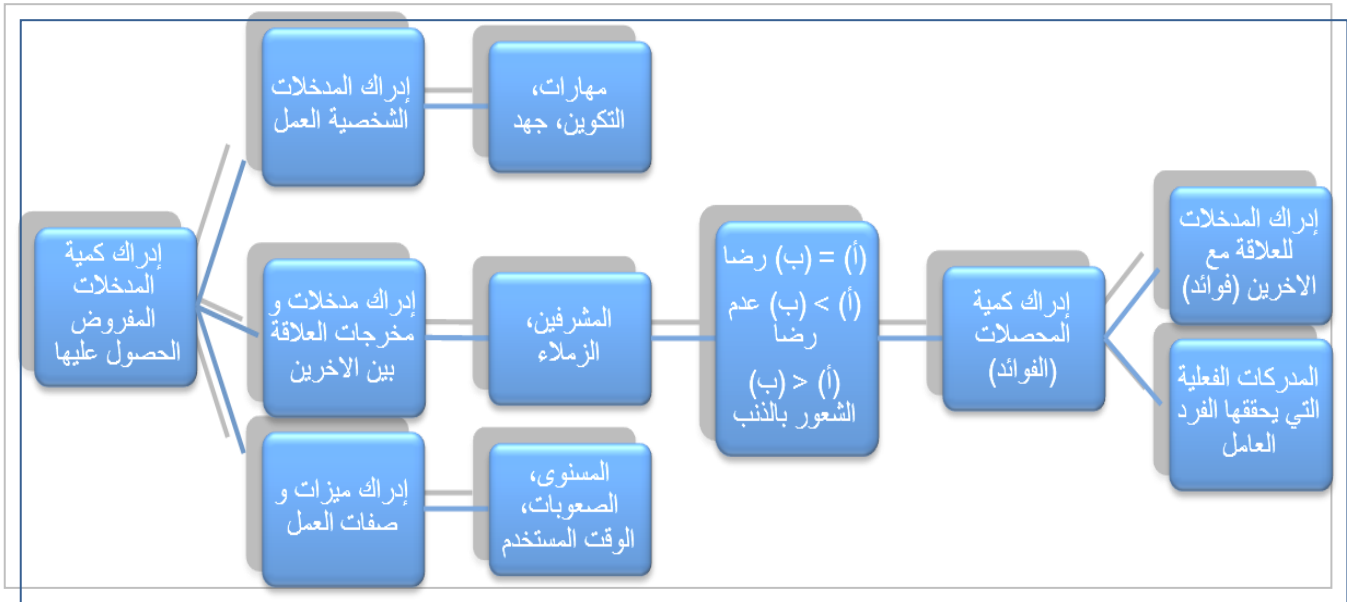 إدراك المدخلات
للعلاقة مع
الاخرين (فوائد)
المدركات الفعلية
التي يحققها الفرد
العامل
إدراك كمية
المحصلات
(الفوائد)
(أ) = (ب) رضا
(أ) > (ب) عدم
رضا
(أ) < (ب)
الشعور بالذنب
مهارات،
التكوين، جهد
المشرفين،
الزملاء
المسنوى،
الصعوبات،
الوقت المستخدم
إدراك المدخلات
الشخصية العمل
إدراك مدخلات و
مخرجات العلاقة
بين الاخرين
إدراك ميزات و
صفات العمل
إدراك كمية
المدخلات
المفروض
الحصول عليها